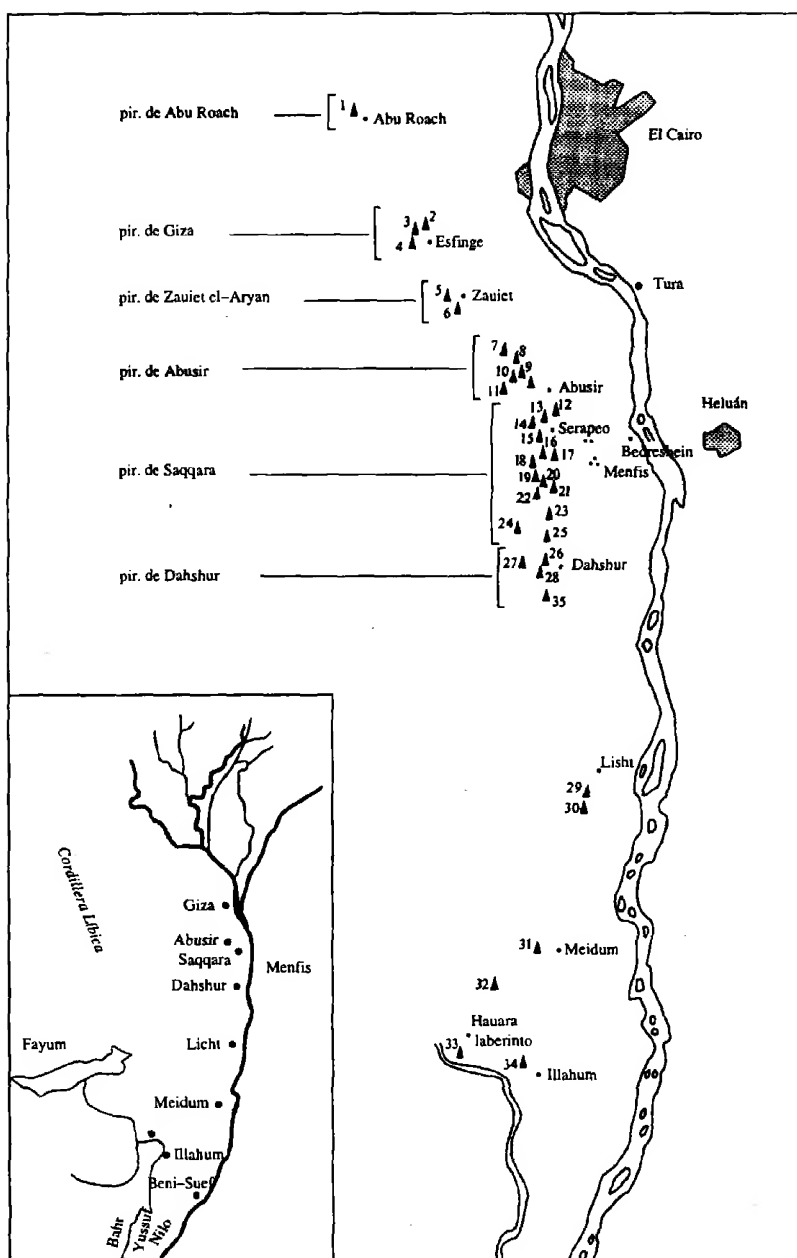 pir. de Abu Roach
1
Abu Roach
El Cairo
pir. de Giza
3 2
4
Esfinge
pir. de Zauiet el-Aryan
5
Zauiet
6
Tura
pir. de Abusir
7
8
10 9
11
Abusir
Heluán
13 12
14
Serapeo
15
16
Bedreshein
pir. de Saqqara
18
17
Menfis
19 20
22 21
23
24
25
pir. de Dahshur
27
26
Dahshur
28
35
Lisht
29
30
31
Meidum
32
Hauara
laberinto
33
34
Illahum
Cordillera Líbica
Giza
Abusir
Saqqara
Menfis
Dahshur
Fayum
Licht
Meidum
Illahum
Beni-Suef
Bahr
Yussuf
Nilo